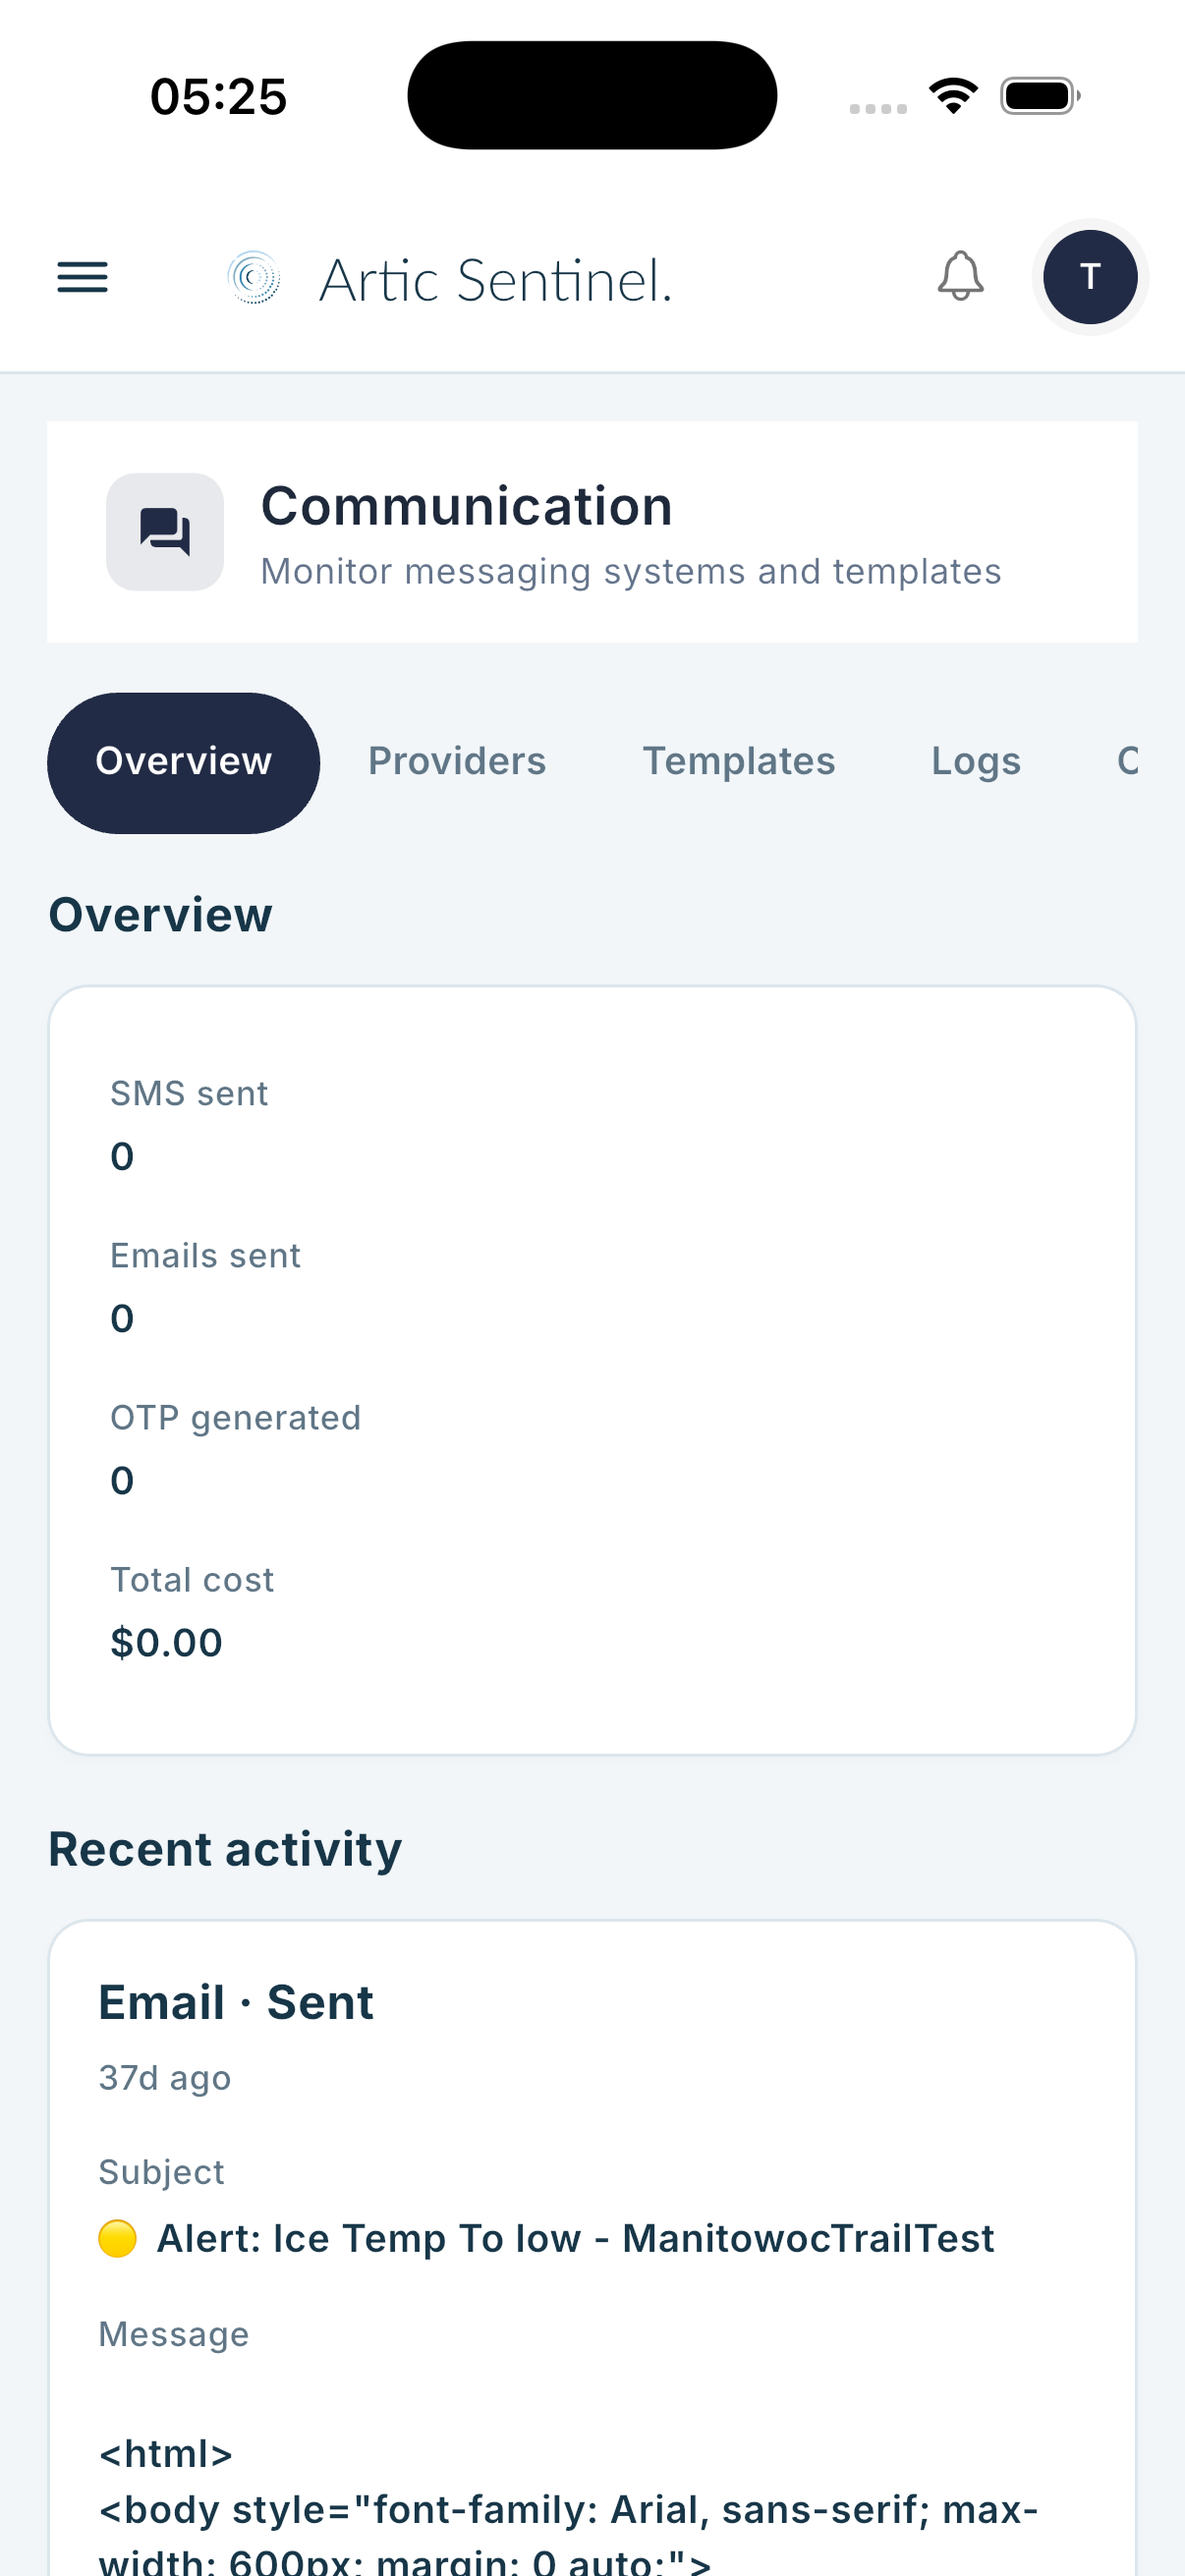 05:25
Artic Sentinel.
T
Communication
Monitor messaging systems and templates
Overview Providers Templates Logs
Overview
SMS sent
0
Emails sent
0
OTP generated
0
Total cost
$0.00
Recent activity
Email · Sent
37d ago
Subject
🟡 Alert: Ice Temp To low - ManitowocTrailTest
Message
<html>
<body style="font-family: Arial, sans-serif; max-
width: 600px; margin: 0 auto;">